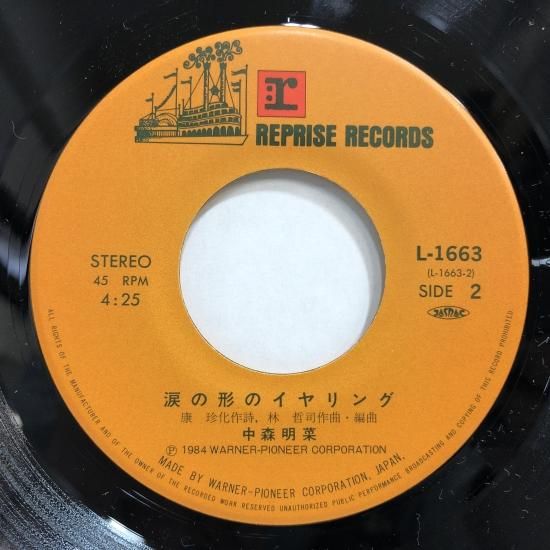 r
REPRISE RECORDS
STEREO
45 RPM
4:25
L-1663
(L-1663-2)
SIDE 2
JASRAC
涙の形のイヤリング
康 珍化作詩, 林 哲司作曲・編曲
中森明菜
Ⓟ 1984 WARNER-PIONEER CORPORATION
MADE BY WARNER-PIONEER CORPORATION, JAPAN.
ALL RIGHTS OF THE MANUFACTURER AND OF THE OWNER OF THE RECORDED WORK RESERVED UNAUTHORIZED PUBLIC PERFORMANCE BROADCASTING AND COPYING OF THIS RECORD PROHIBITED